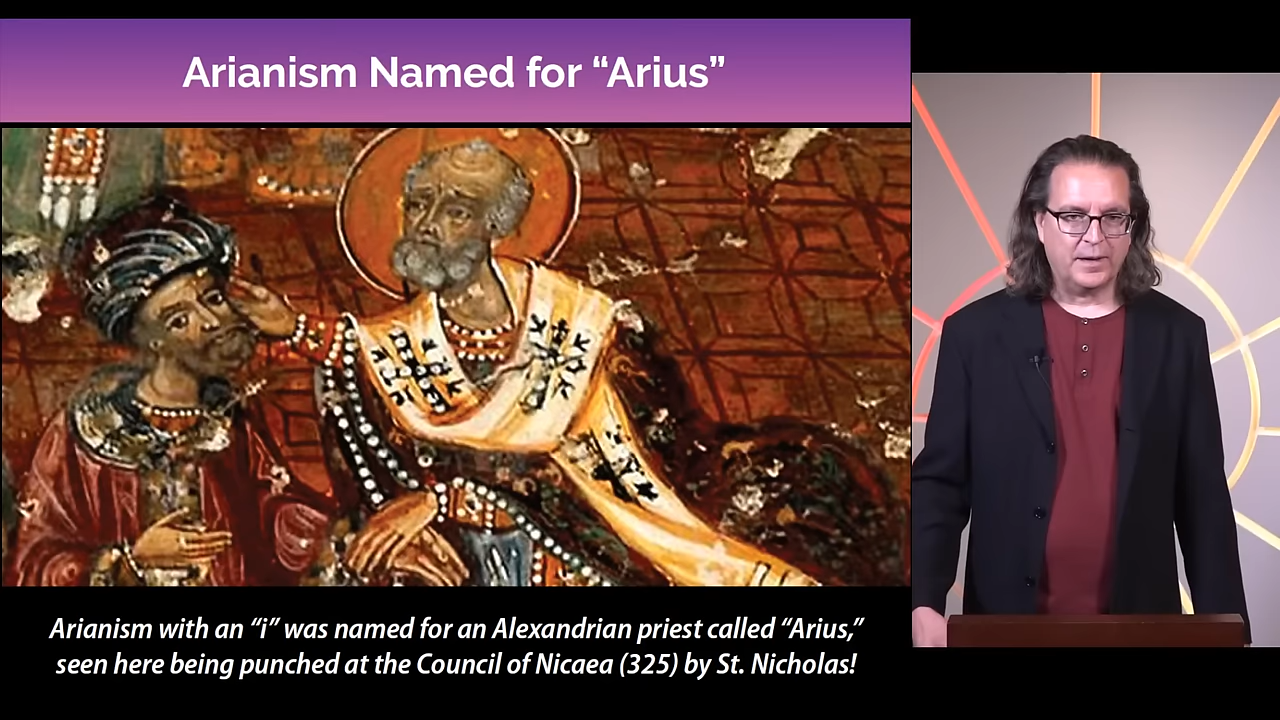 Arianism Named for “Arius”
Arianism with an “i” was named for an Alexandrian priest called “Arius,”
seen here being punched at the Council of Nicaea (325) by St. Nicholas!